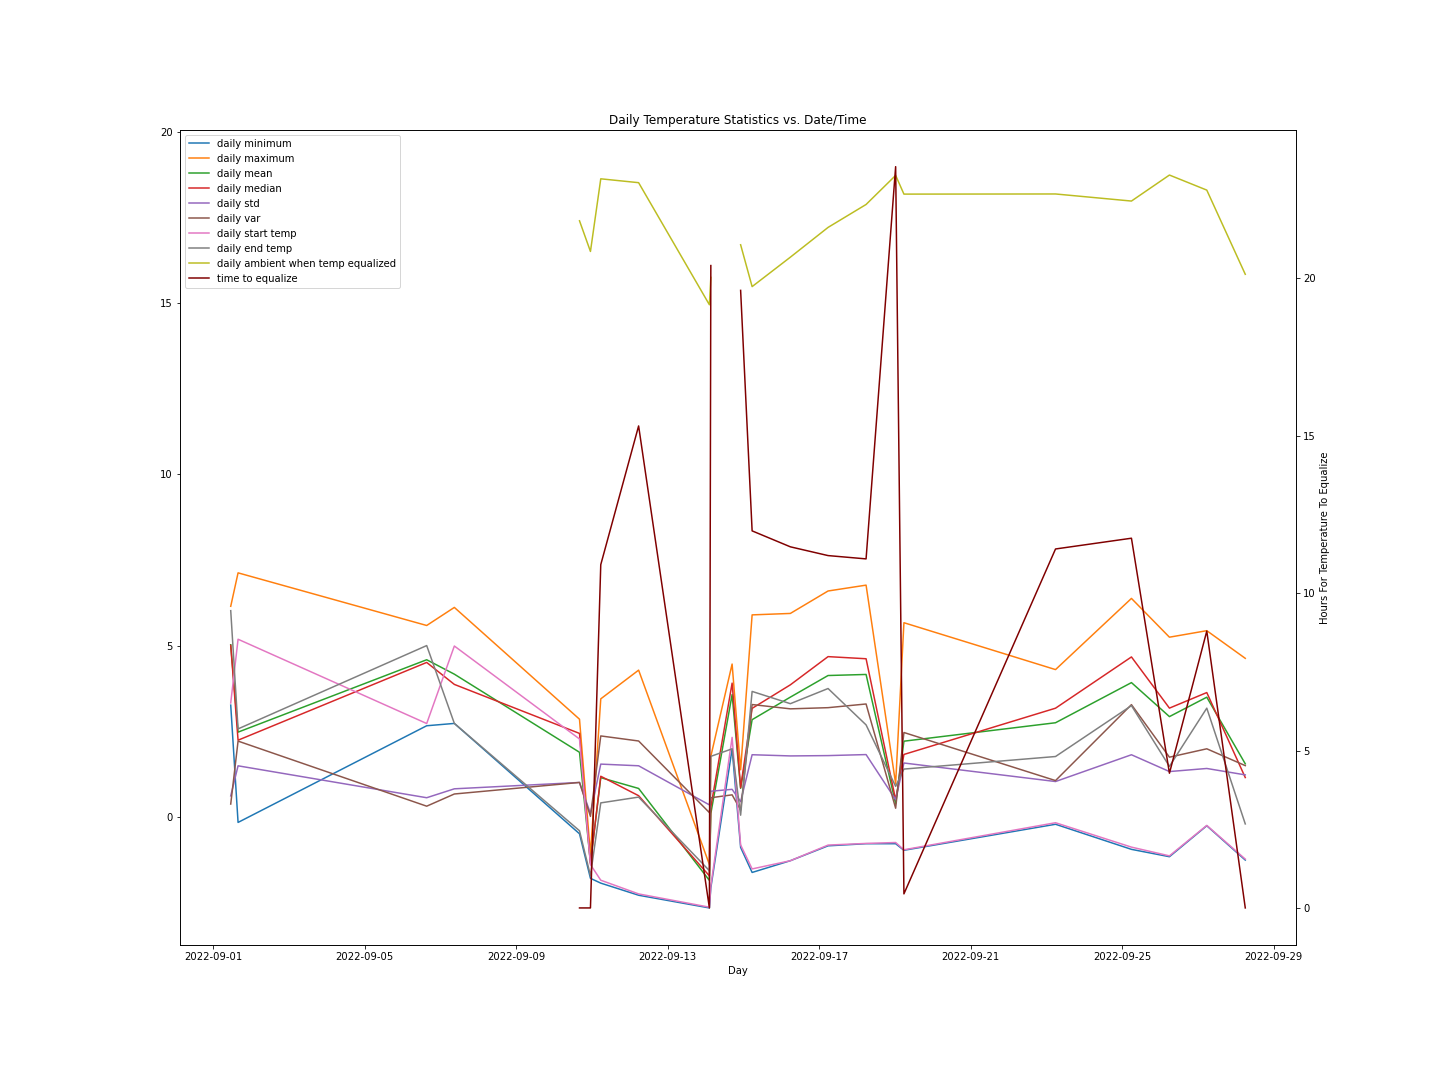 Daily Temperature Statistics vs. Date/Time
20
15
10
5
0
daily minimum
daily maximum
daily mean
daily median
daily std
daily var
daily start temp
daily end temp
daily ambient when temp equalized
time to equalize
20
15
10
5
0
Hours For Temperature To Equalize
2022-09-01 2022-09-05 2022-09-09 2022-09-13 2022-09-17 2022-09-21 2022-09-25 2022-09-29
Day